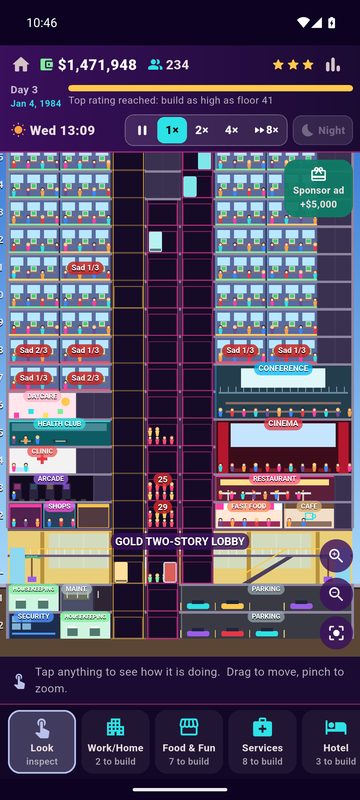 10:46
$1,471,948
234
Day 3
Jan 4, 1984
Top rating reached: build as high as floor 41
Wed 13:09
1×
2×
4×
8×
Night
Sponsor ad
+$5,000
Sad 1/3
Sad 2/3
Sad 1/3
Sad 1/3
Sad 1/3
Sad 1/3
Sad 2/3
CONFERENCE
DAYCARE
HEALTH CLUB
CINEMA
CLINIC
ARCADE
25
RESTAURANT
SHOPS
29
FAST FOOD
CAFE
GOLD TWO-STORY LOBBY
HOUSEKEEPING
MAINT.
PARKING
SECURITY
HOUSEKEEPING
PARKING
Tap anything to see how it is doing. Drag to move, pinch to
zoom.
Look
inspect
Work/Home
2 to build
Food & Fun
7 to build
Services
8 to build
Hotel
3 to build